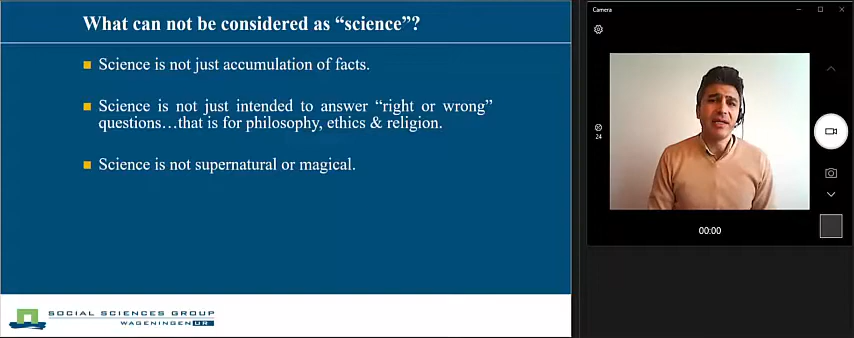 What can not be considered as “science”?
Science is not just accumulation of facts.
Science is not just intended to answer “right or wrong”
questions…that is for philosophy, ethics & religion.
Science is not supernatural or magical.
SOCIAL SCIENCES GROUP
WAGENINGEN UR
Camera
24
00:00